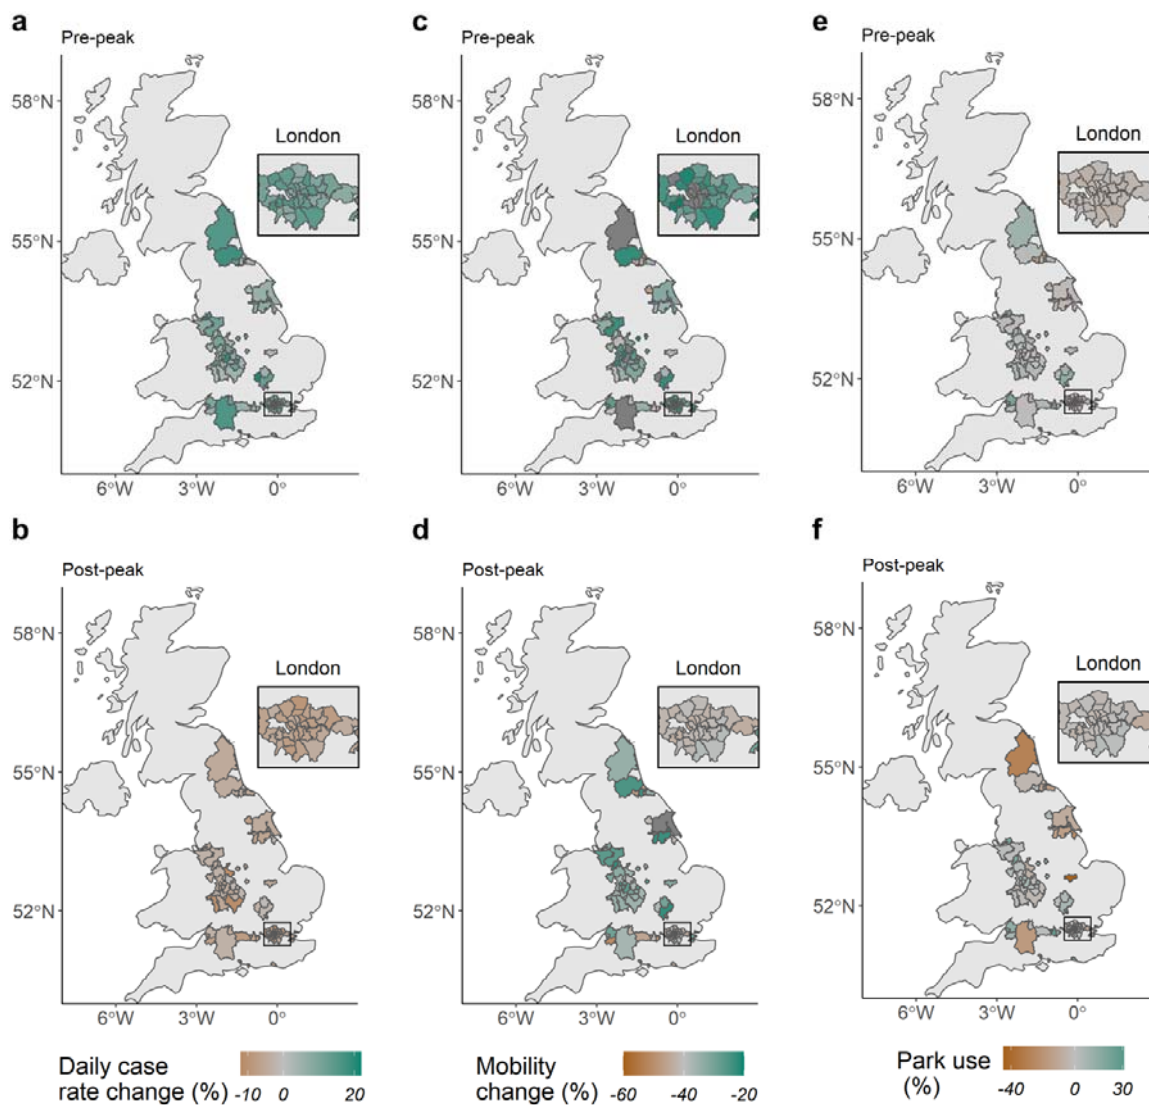 a
c
e
Pre-peak
Pre-peak
Pre-peak
58°N
58°N
58°N
London
London
London
55°N
55°N
55°N
52°N
52°N
52°N
6°W 3°W 0°
6°W 3°W 0°
6°W 3°W 0°
b
d
f
Post-peak
Post-peak
Post-peak
58°N
58°N
58°N
London
London
London
55°N
55°N
55°N
52°N
52°N
52°N
6°W 3°W 0°
6°W 3°W 0°
6°W 3°W 0°
Daily case
rate change (%)
-10 0 20
Mobility
change (%)
-60 -40 -20
Park use
(%)
-40 0 30